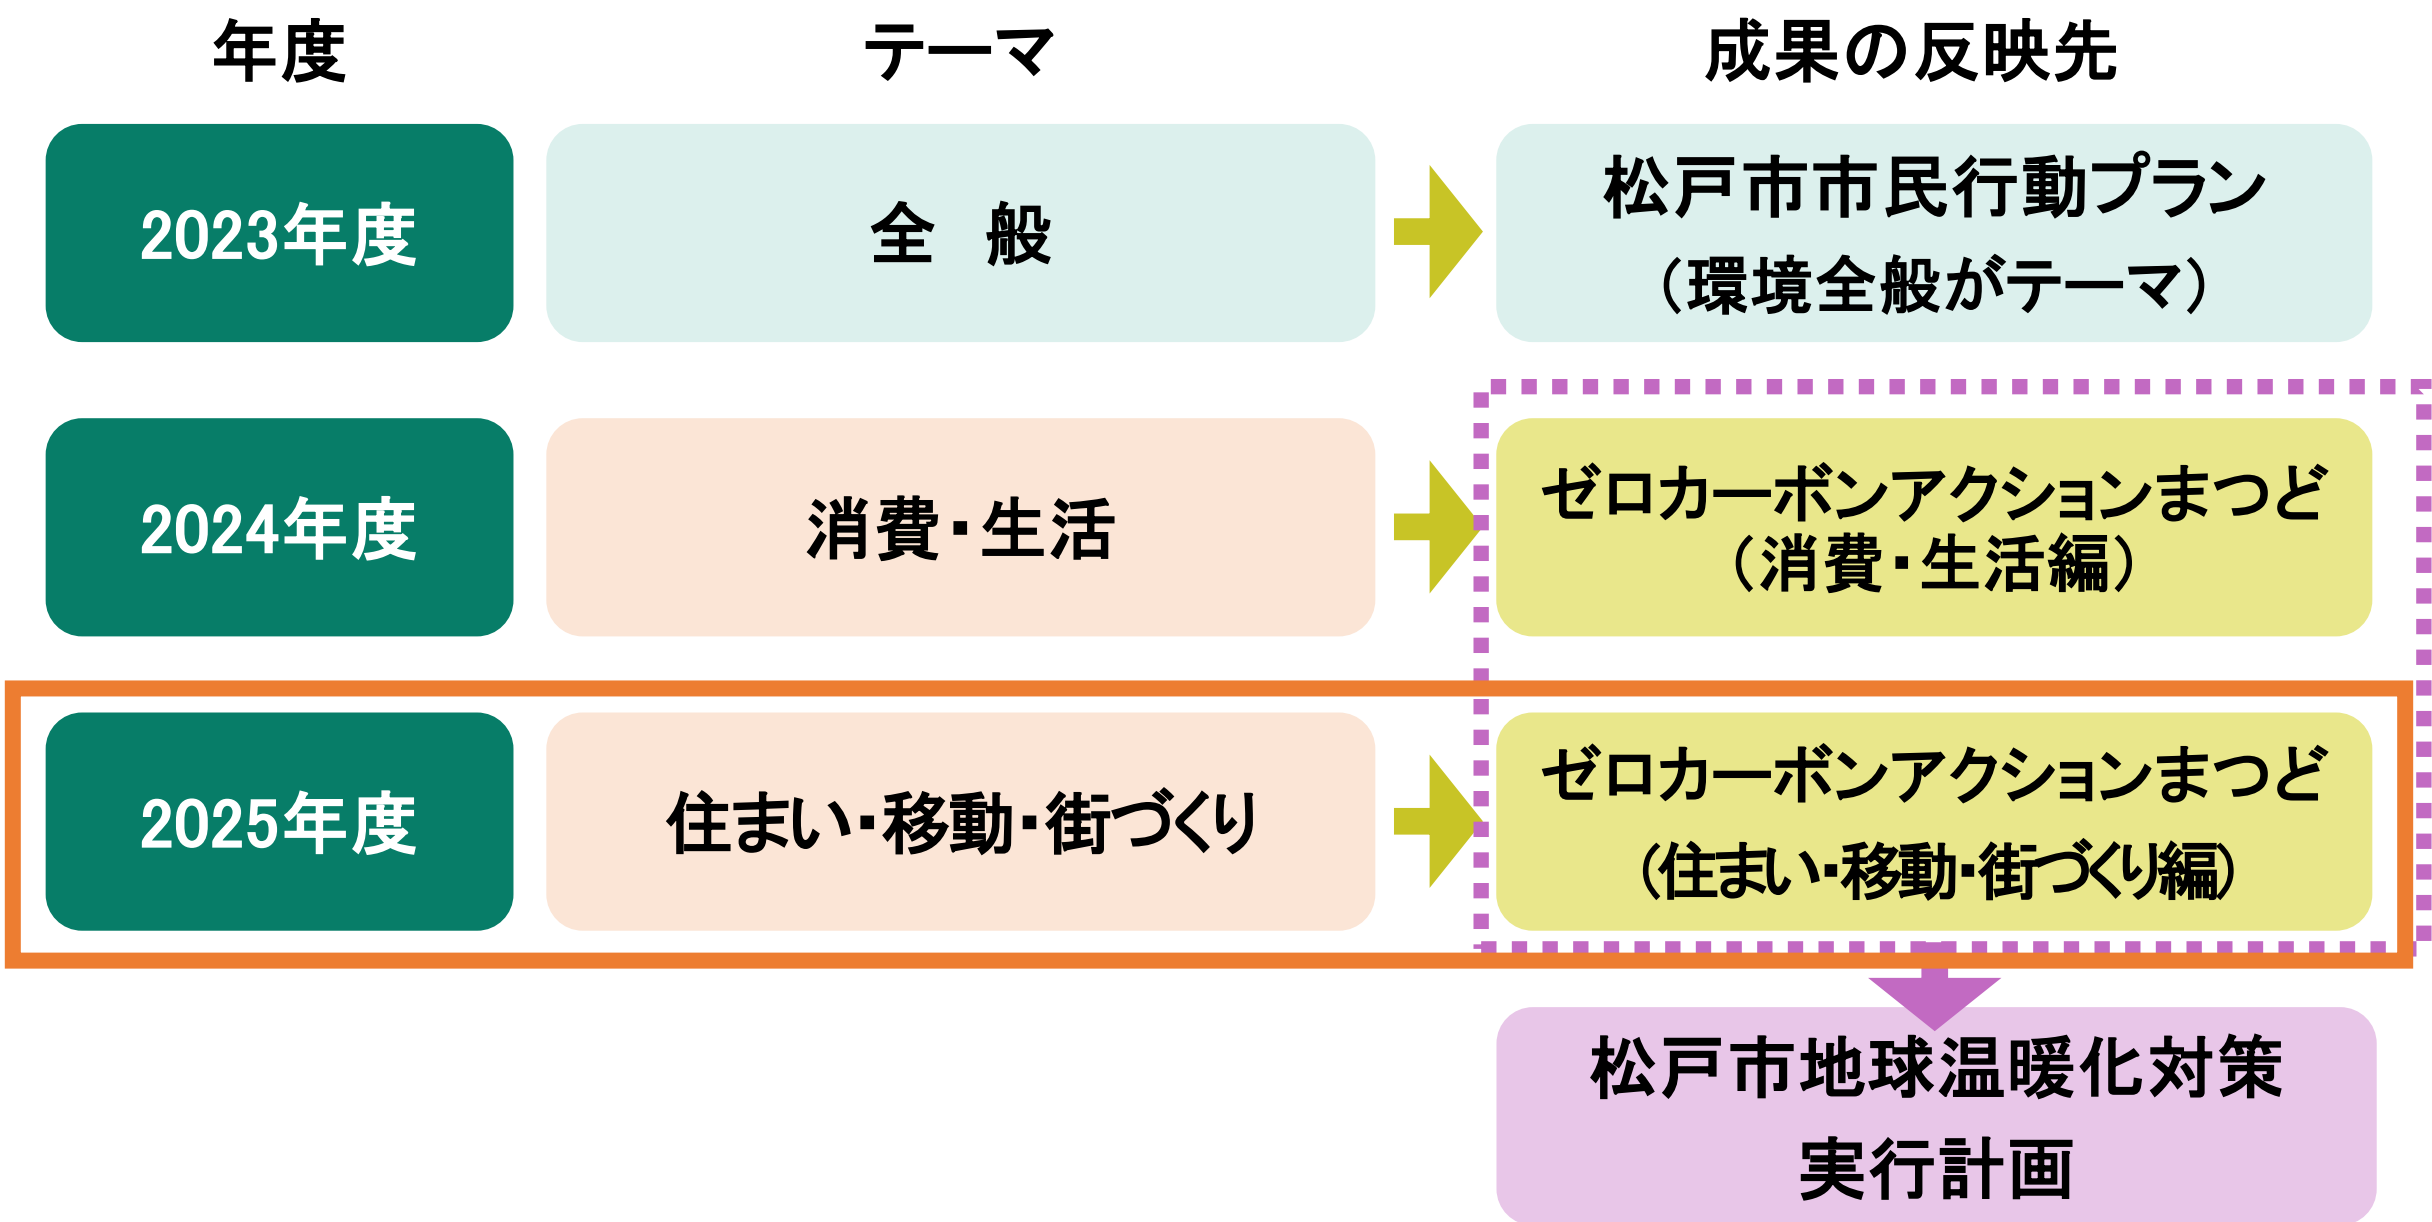 年度
テーマ
成果の反映先
2023年度
全　般
松戸市市民行動プラン
（環境全般がテーマ）
2024年度
消費・生活
ゼロカーボンアクションまつど
（消費・生活編）
2025年度
住まい・移動・街づくり
ゼロカーボンアクションまつど
（住まい・移動・街づくり編）
松戸市地球温暖化対策
実行計画